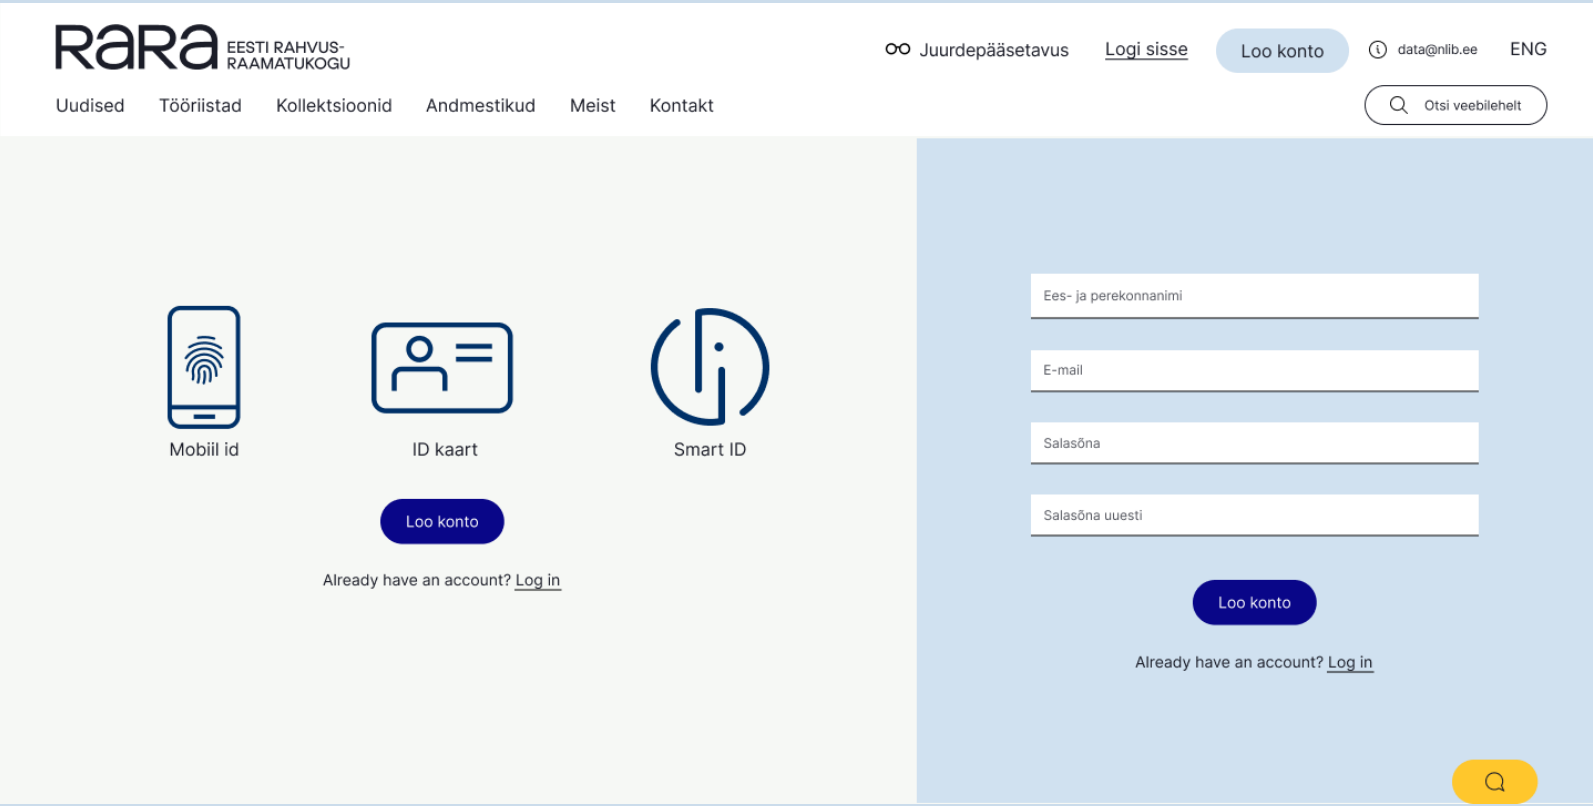 RaRa EESTI RAHVUS-
RAAMATUKOGU
Juurdepääsetavus Logi sisse Loo konto data@nlib.ee ENG
Uudised Tööriistad Kollektsioonid Andmestikud Meist Kontakt
Otsi veebilehelt
Mobiil id ID kaart Smart ID
Loo konto
Already have an account? Log in
Ees- ja perekonnanimi
E-mail
Salasõna
Salasõna uuesti
Loo konto
Already have an account? Log in